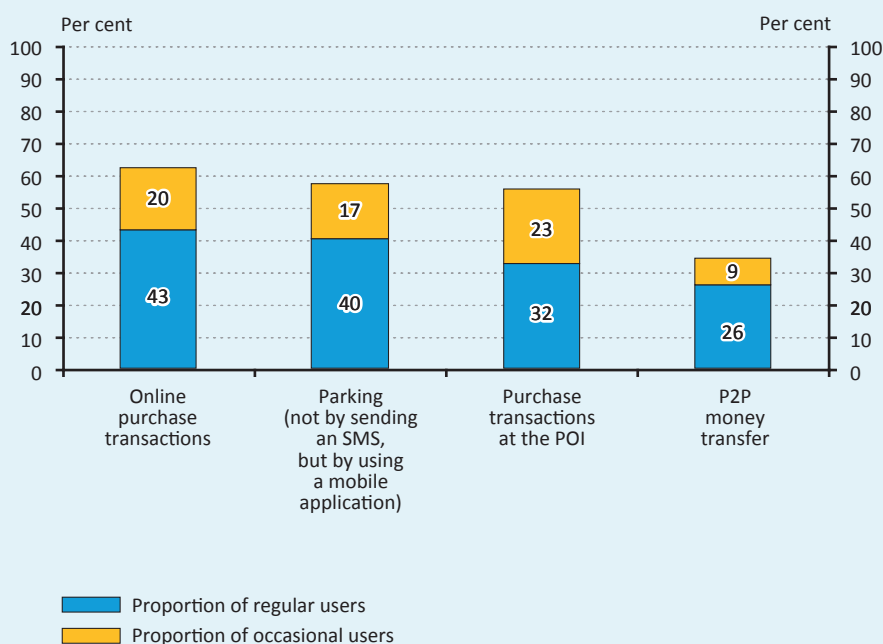 Per cent
Per cent
100
90
80
70
60
50
40
30
20
10
0
100
90
80
70
60
50
40
30
20
10
0
20
43
17
40
23
32
9
26
Online
purchase
transactions
Parking
(not by sending
an SMS,
but by using
a mobile
application)
Purchase
transactions
at the POI
P2P
money
transfer
Proportion of regular users
Proportion of occasional users